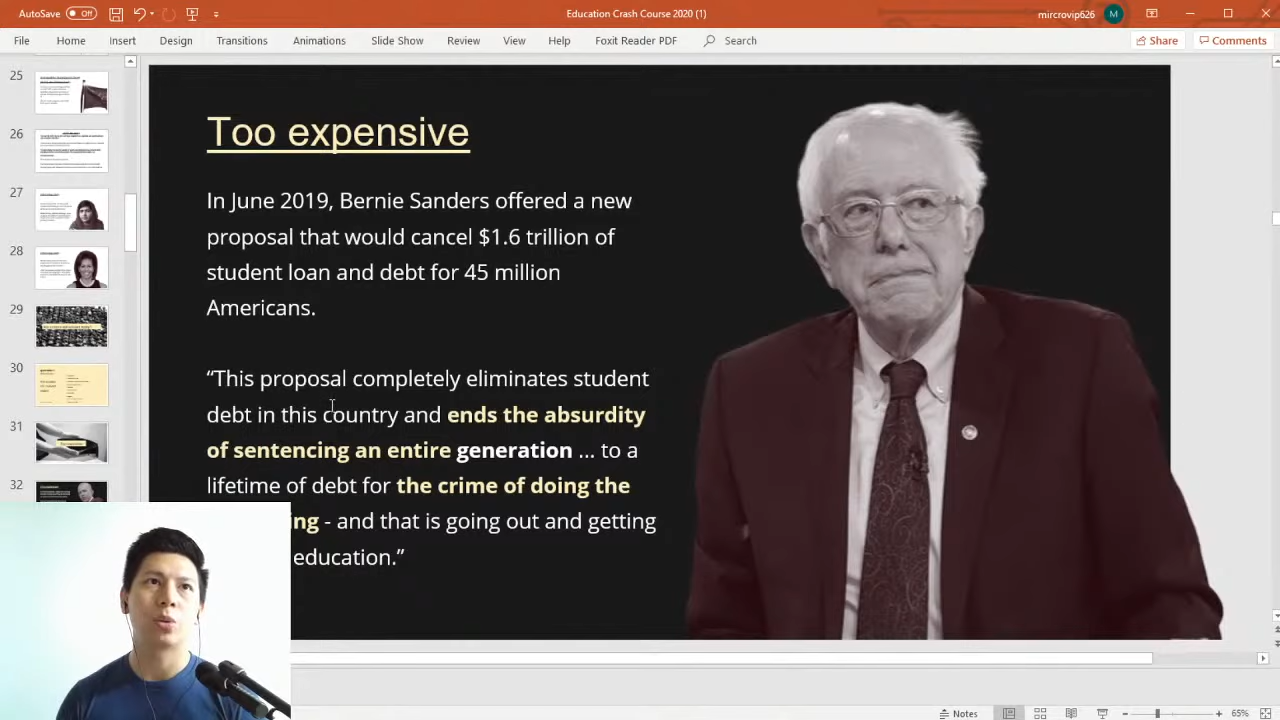 AutoSave Off Education Crash Course 2020 (1) mircrovip626 M
File Home Insert Design Transitions Animations Slide Show Review View Help Foxit Reader PDF Search Share Comments
25
26
27
28
29
30
31
32
Too expensive
In June 2019, Bernie Sanders offered a new
proposal that would cancel $1.6 trillion of
student loan and debt for 45 million
Americans.
“This proposal completely eliminates student
debt in this country and ends the absurdity
of sentencing an entire generation ... to a
lifetime of debt for the crime of doing the
ing - and that is going out and getting
education.”
Notes 65%